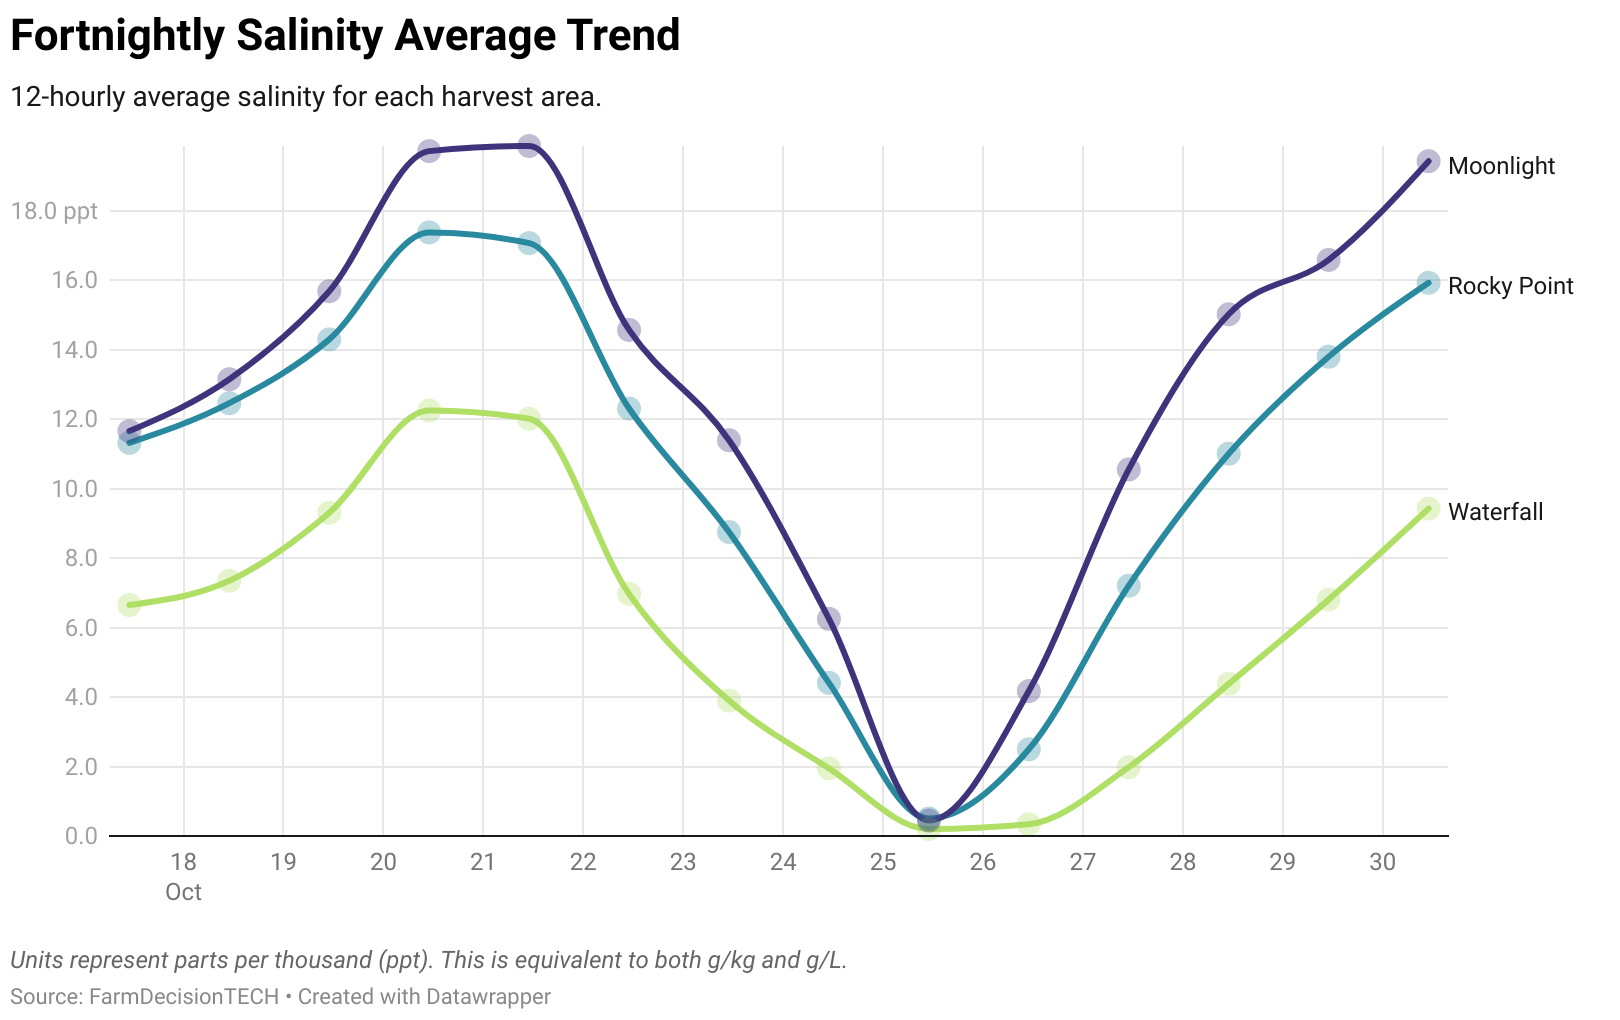 Fortnightly Salinity Average Trend
12-hourly average salinity for each harvest area.
Moonlight
18.0 ppt
16.0
Rocky Point
14.0
12.0
10.0
Waterfall
8.0
6.0
4.0
2.0
0.0
18 19 20 21 22 23 24 25 26 27 28 29 30
Oct
Units represent parts per thousand (ppt). This is equivalent to both g/kg and g/L.
Source: FarmDecisionTECH • Created with Datawrapper